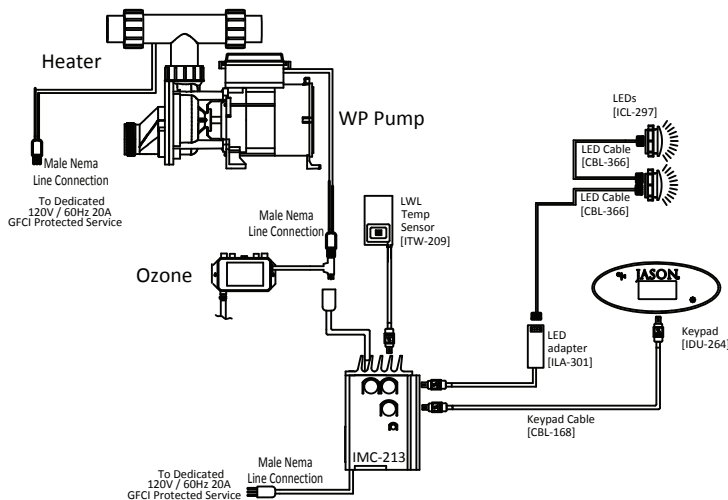 Heater
WP Pump
Male Nema
Line Connection
To Dedicated
120V / 60Hz 20A
GFCI Protected Service
Male Nema
Line Connection
Ozone
LWL
Temp
Sensor
[ITW-209]
LEDs
[ICL-297]
LED Cable
[CBL-366]
LED Cable
[CBL-366]
JASON.
Keypad
[IDU-264]
LED
adapter
[ILA-301]
Keypad Cable
[CBL-168]
IMC-213
Male Nema
Line Connection
To Dedicated
120V / 60Hz 20A
GFCI Protected Service